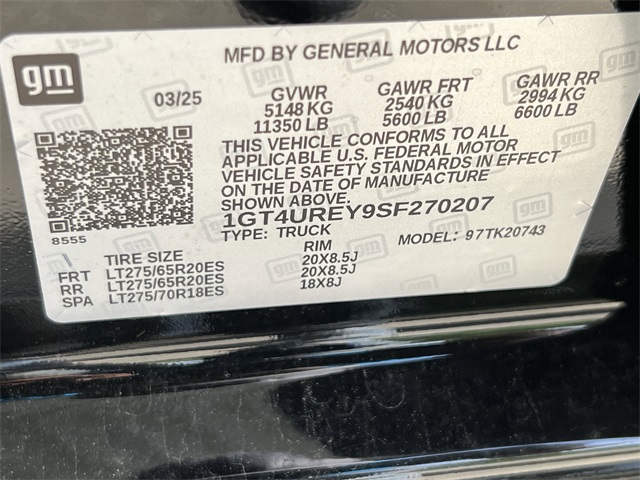 MFD BY GENERAL MOTORS LLC
gm
03/25
GVWR
5148 KG
11350 LB
GAWR FRT
2540 KG
5600 LB
GAWR RR
2994 KG
6600 LB
THIS VEHICLE CONFORMS TO ALL
APPLICABLE U.S. FEDERAL MOTOR
VEHICLE SAFETY STANDARDS IN EFFECT
ON THE DATE OF MANUFACTURE
SHOWN ABOVE.
1GT4UREY9SF270207
TYPE: TRUCK
MODEL: 97TK20743
8555
TIRE SIZE RIM
FRT LT275/65R20ES 20X8.5J
RR LT275/65R20ES 20X8.5J
SPA LT275/70R18ES 18X8J